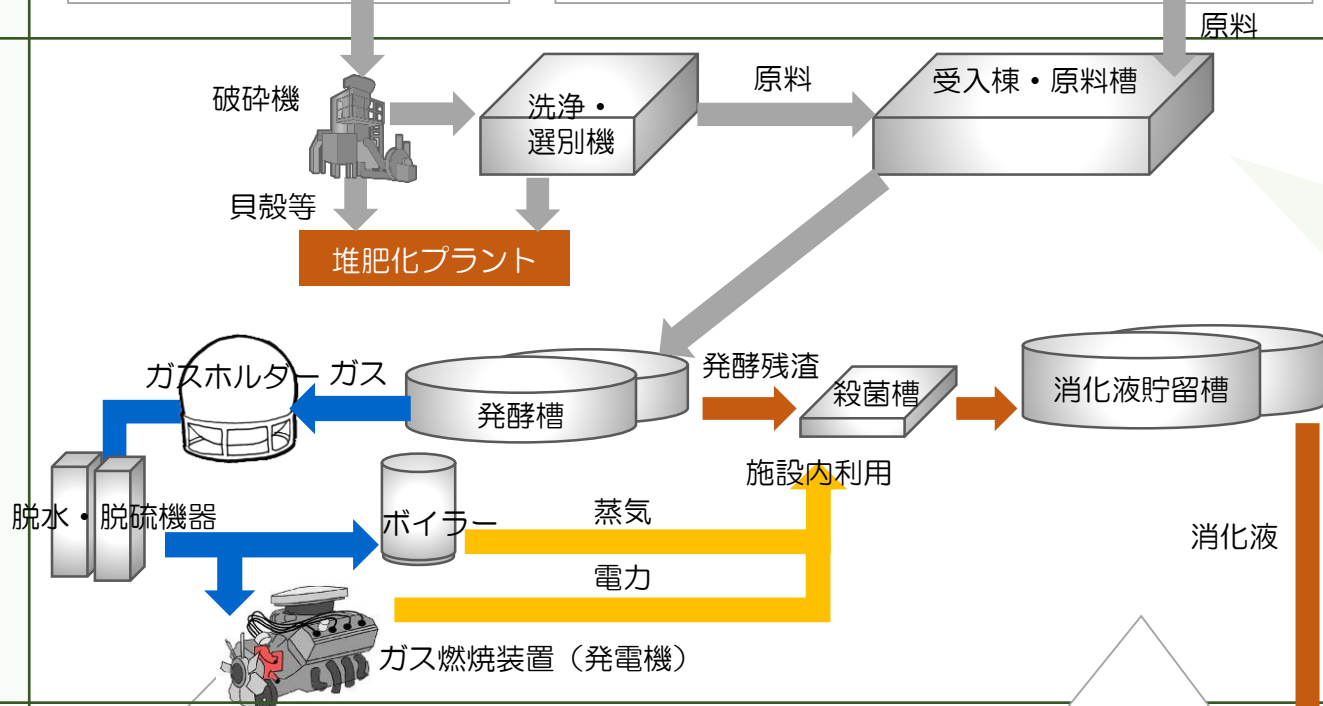 原料
破砕機
洗浄・
選別機
原料
受入棟・原料槽
貝殻等
堆肥化プラント
ガスホルダー
ガス
発酵槽
発酵残渣
殺菌槽
消化液貯留槽
施設内利用
脱水・脱硫機器
ボイラー
蒸気
電力
消化液
ガス燃焼装置（発電機）